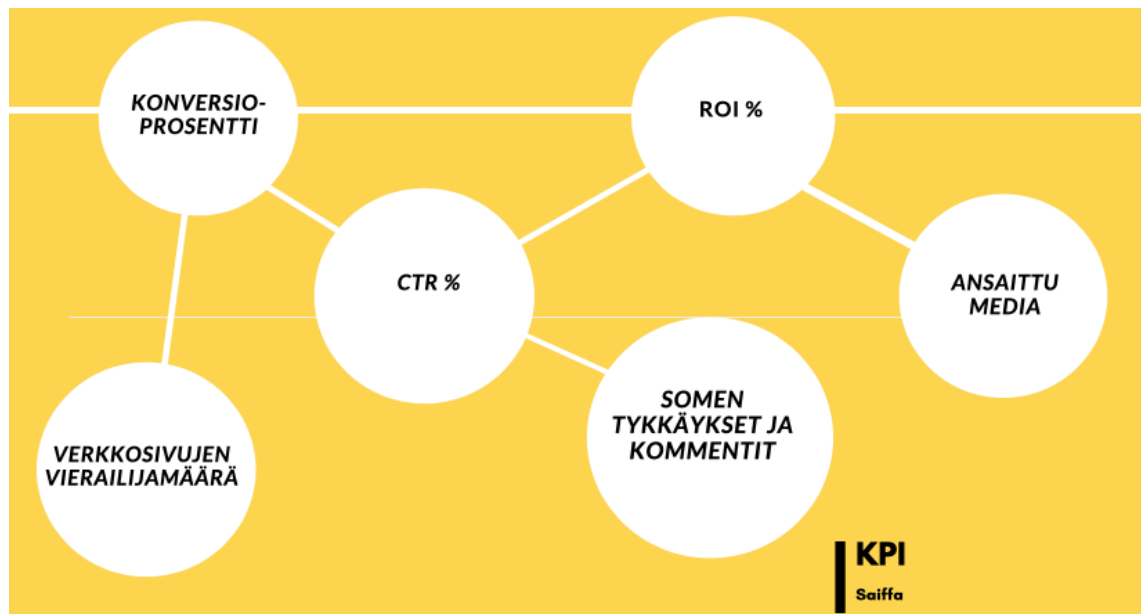 KONVERSIO-
PROSENTTI
ROI %
CTR %
ANSAITTU
MEDIA
SOMEN
TYKKÄYKSET JA
KOMMENTIT
VERKKOSIVUJEN
VIERAILIJAMÄÄRÄ
KPI
Saiffa